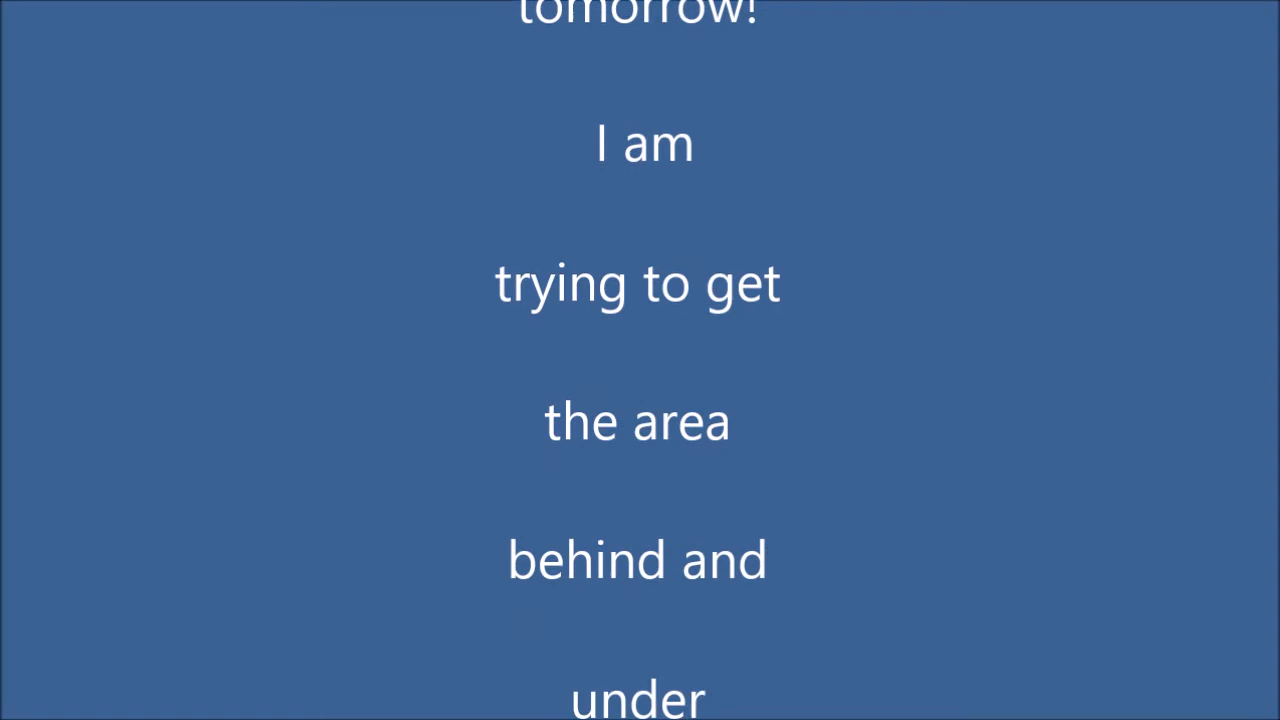 tomorrow!
I am
trying to get
the area
behind and
under